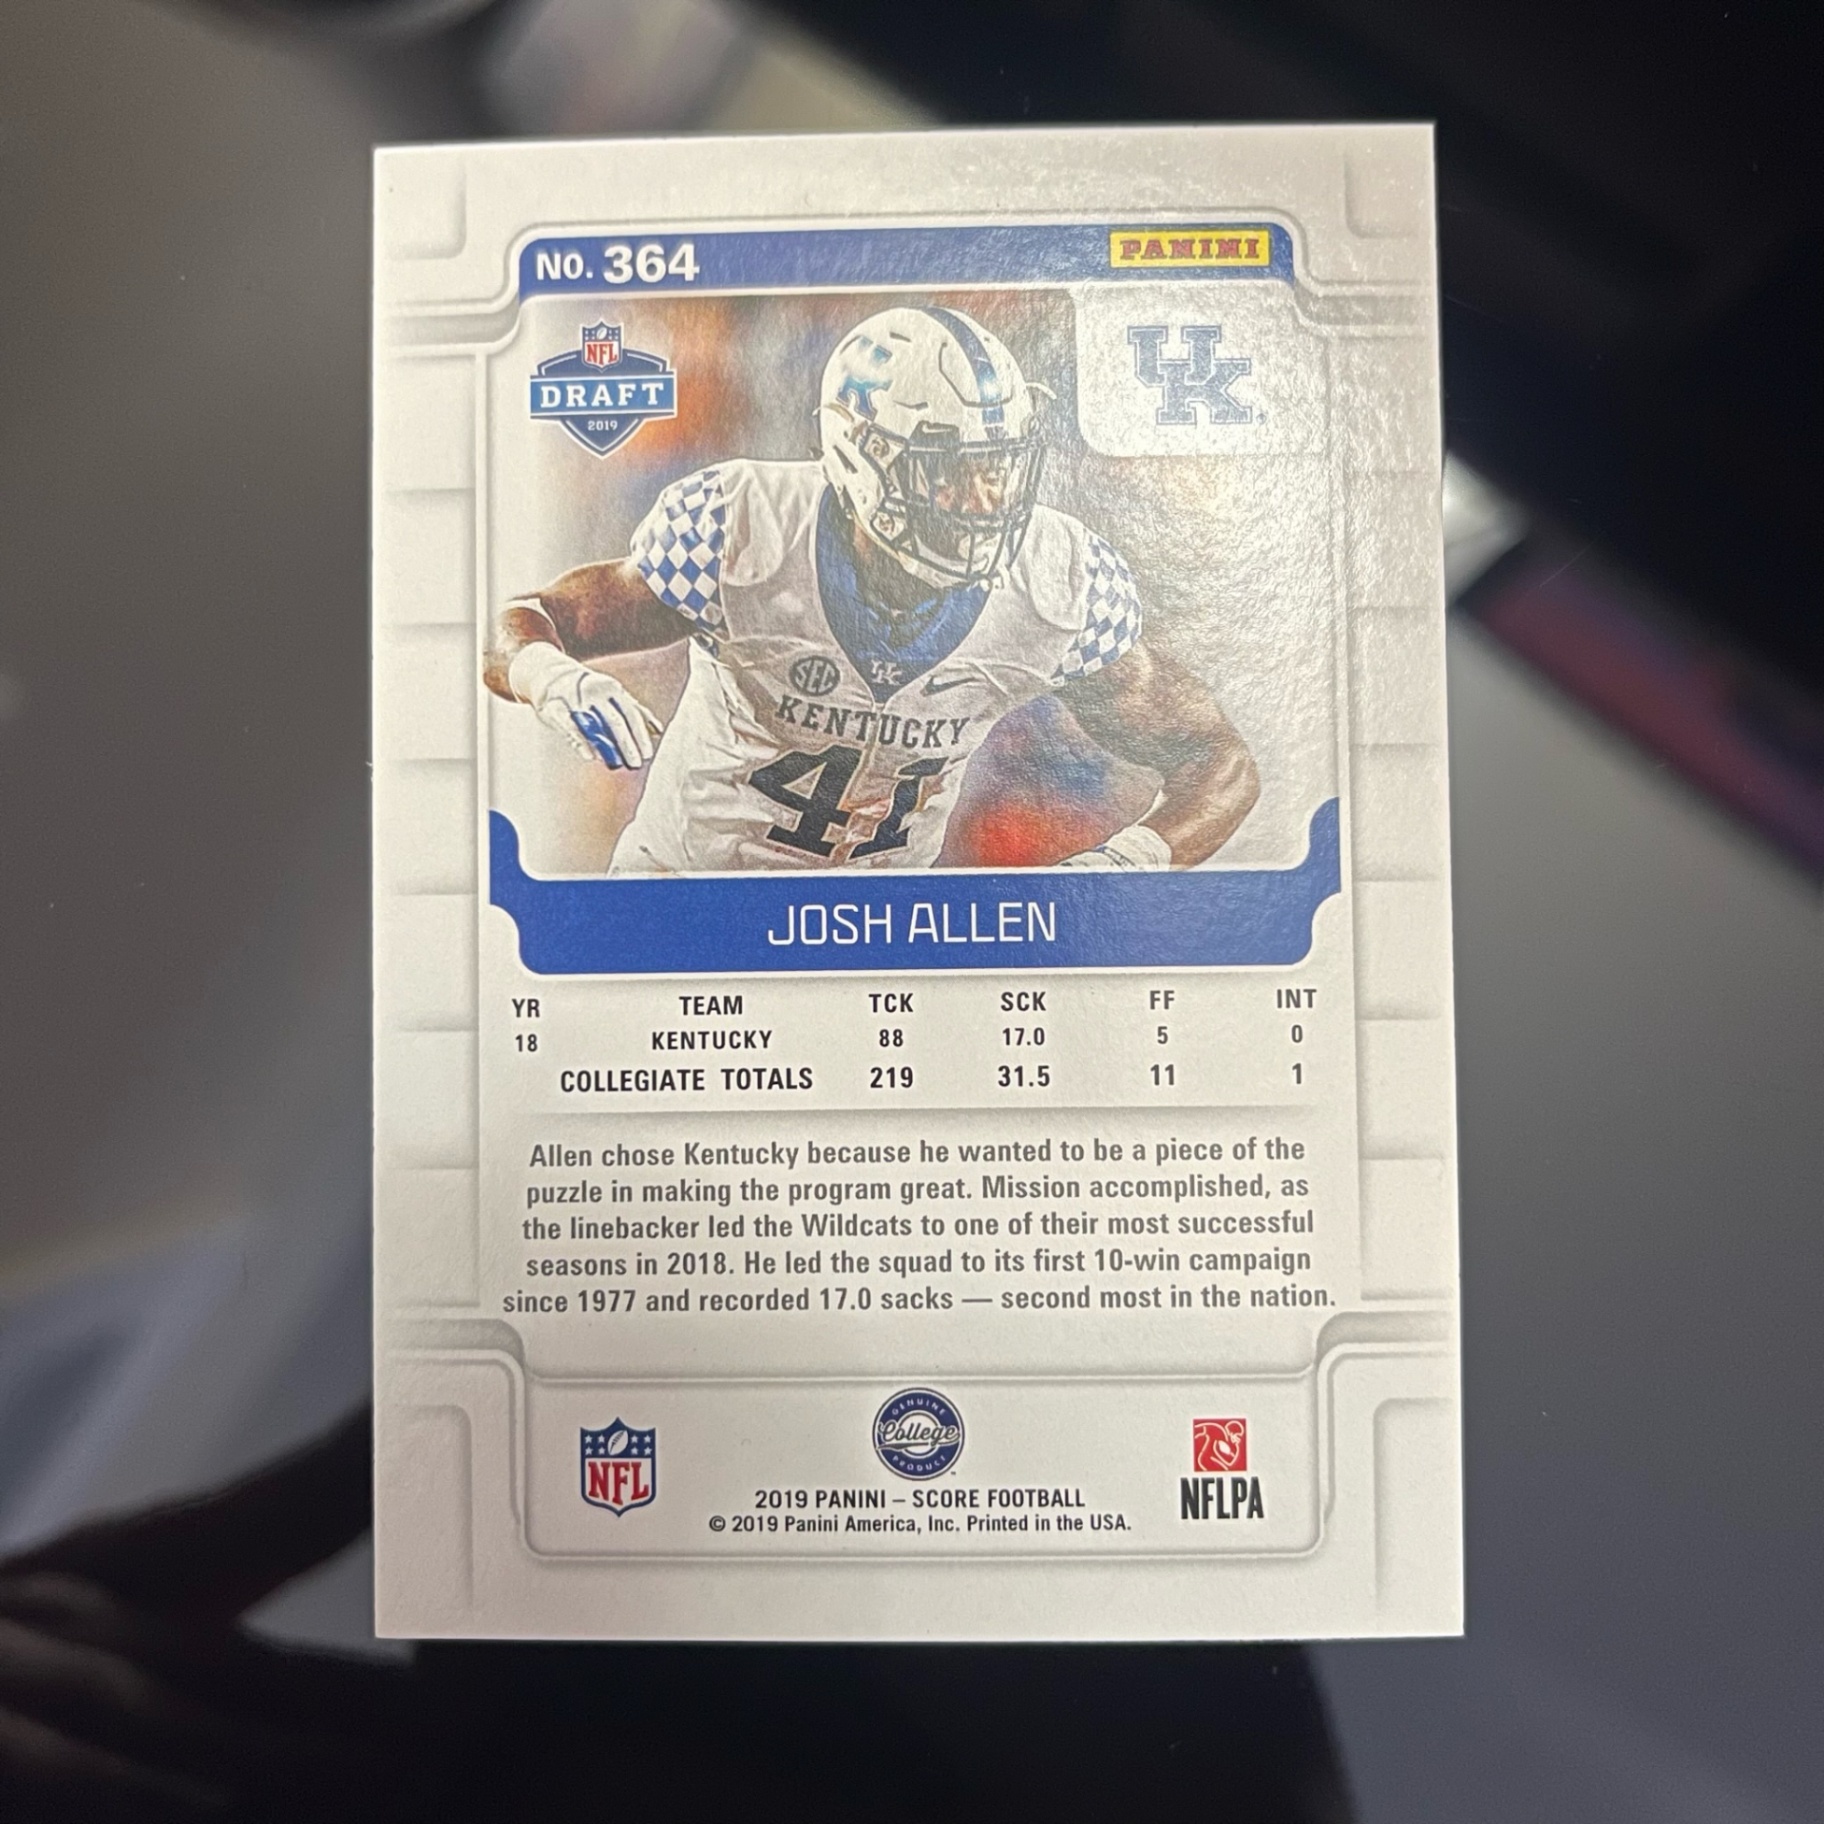 NO. 364
PANINI
NFL
DRAFT
2019
UK
SEC
UK
KENTUCKY
41
JOSH ALLEN
YR TEAM TCK SCK FF INT
18 KENTUCKY 88 17.0 5 0
COLLEGIATE TOTALS 219 31.5 11 1
Allen chose Kentucky because he wanted to be a piece of the
puzzle in making the program great. Mission accomplished, as
the linebacker led the Wildcats to one of their most successful
seasons in 2018. He led the squad to its first 10-win campaign
since 1977 and recorded 17.0 sacks — second most in the nation.
NFL
GENUINE
College
PRODUCT
™
NFLPA
2019 PANINI – SCORE FOOTBALL
© 2019 Panini America, Inc. Printed in the USA.